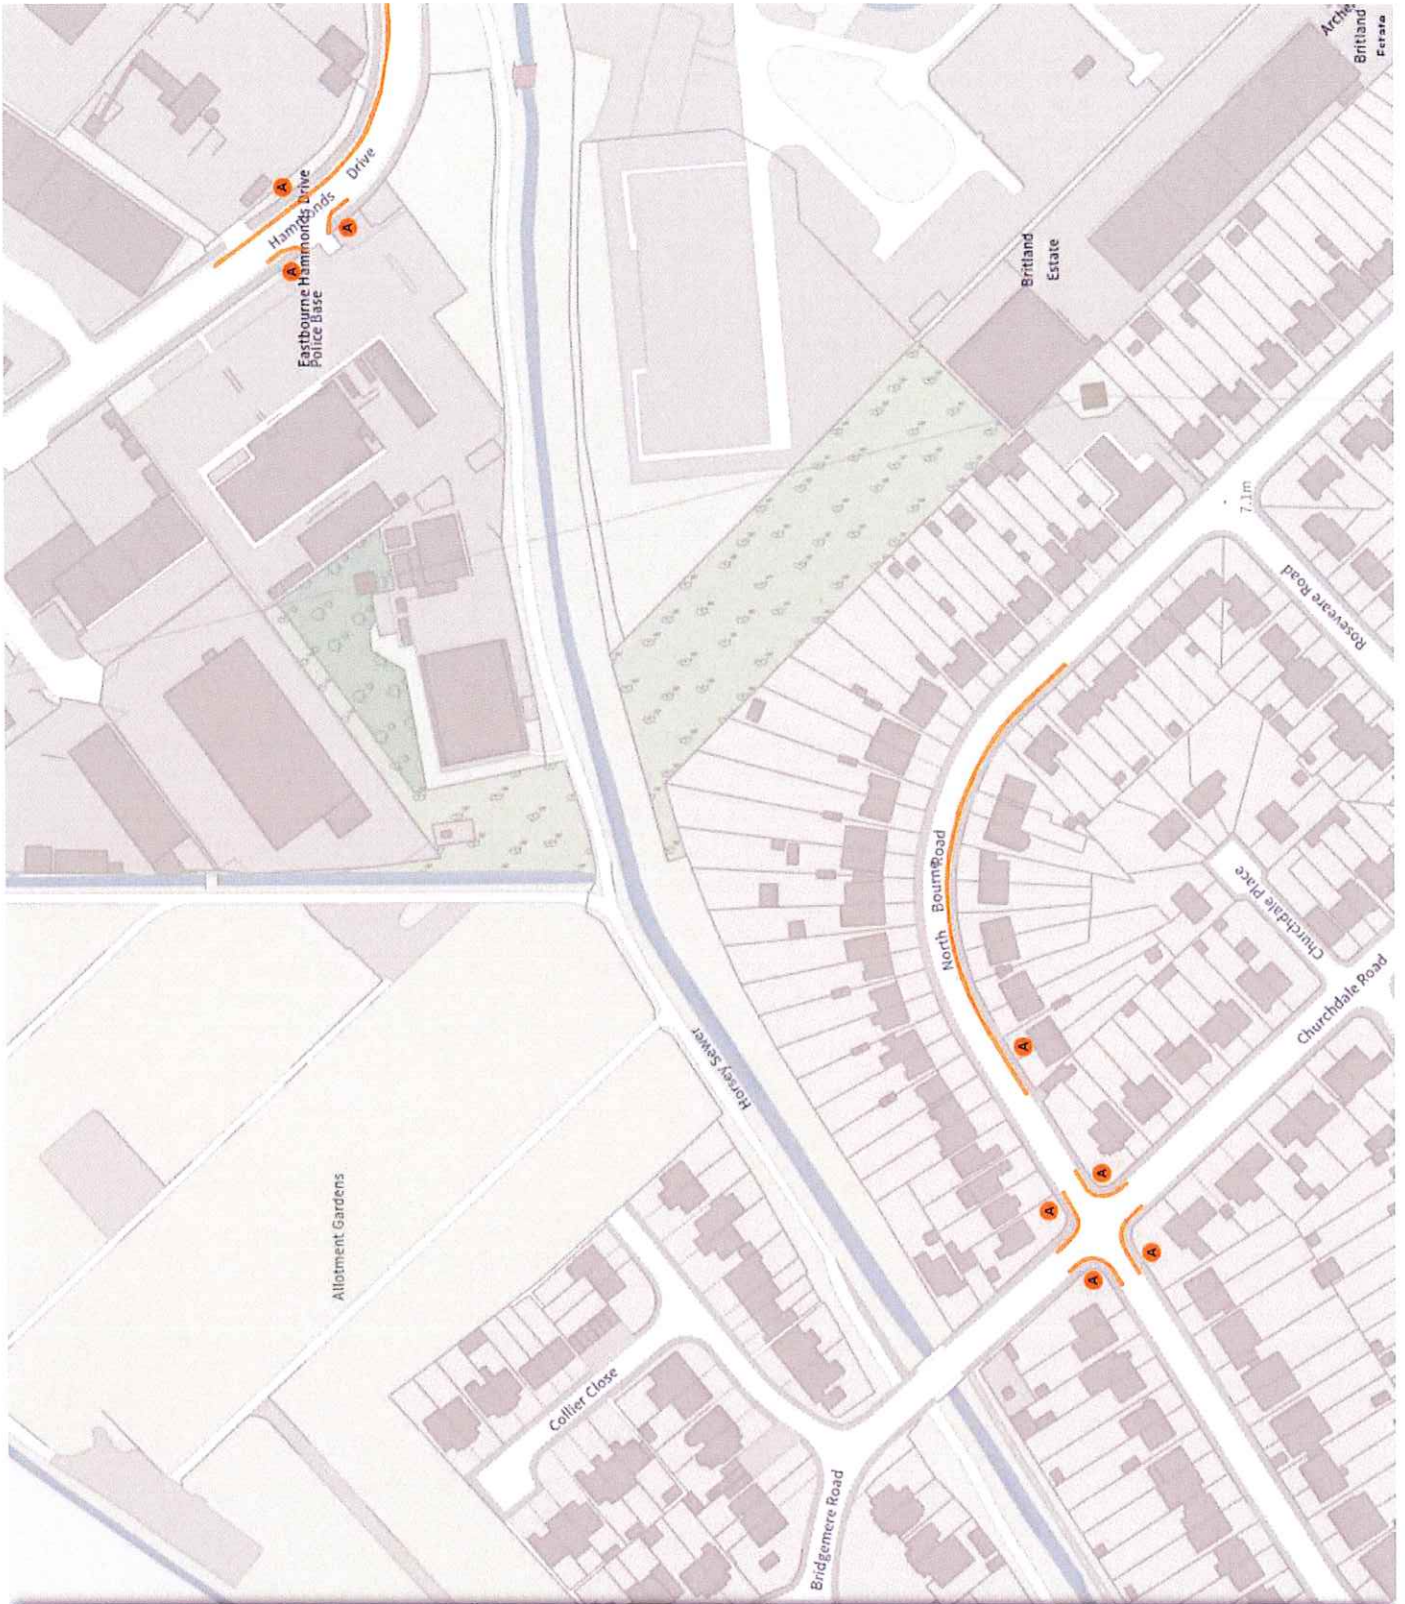 Archer
Britland
Estate
A
Hammonds Drive
A
A
Eastbourne Hammonds Drive
Police Base
Britland
Estate
7.1m
Roseveare Road
North Bourne Road
Churchdale Place
Churchdale Road
Horsey Sewer
A
A
A
A
A
Allotment Gardens
Collier Close
Bridgemere Road